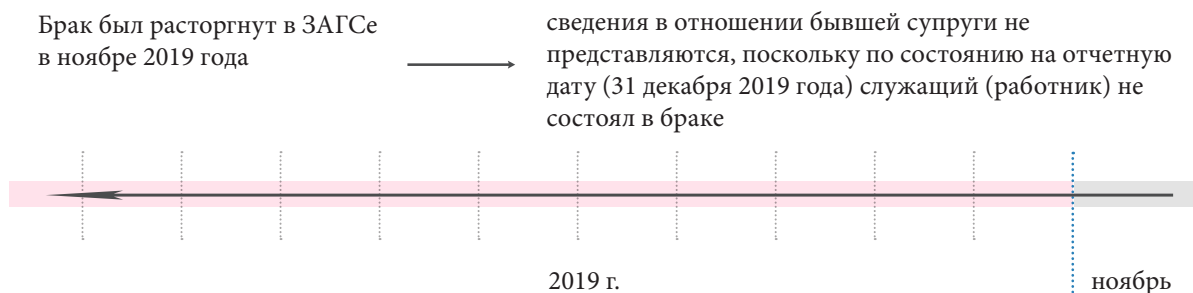 Брак был расторгнут в ЗАГСе
в ноябре 2019 года
сведения в отношении бывшей супруги не
представляются, поскольку по состоянию на отчетную
дату (31 декабря 2019 года) служащий (работник) не
состоял в браке
2019 г.
ноябрь